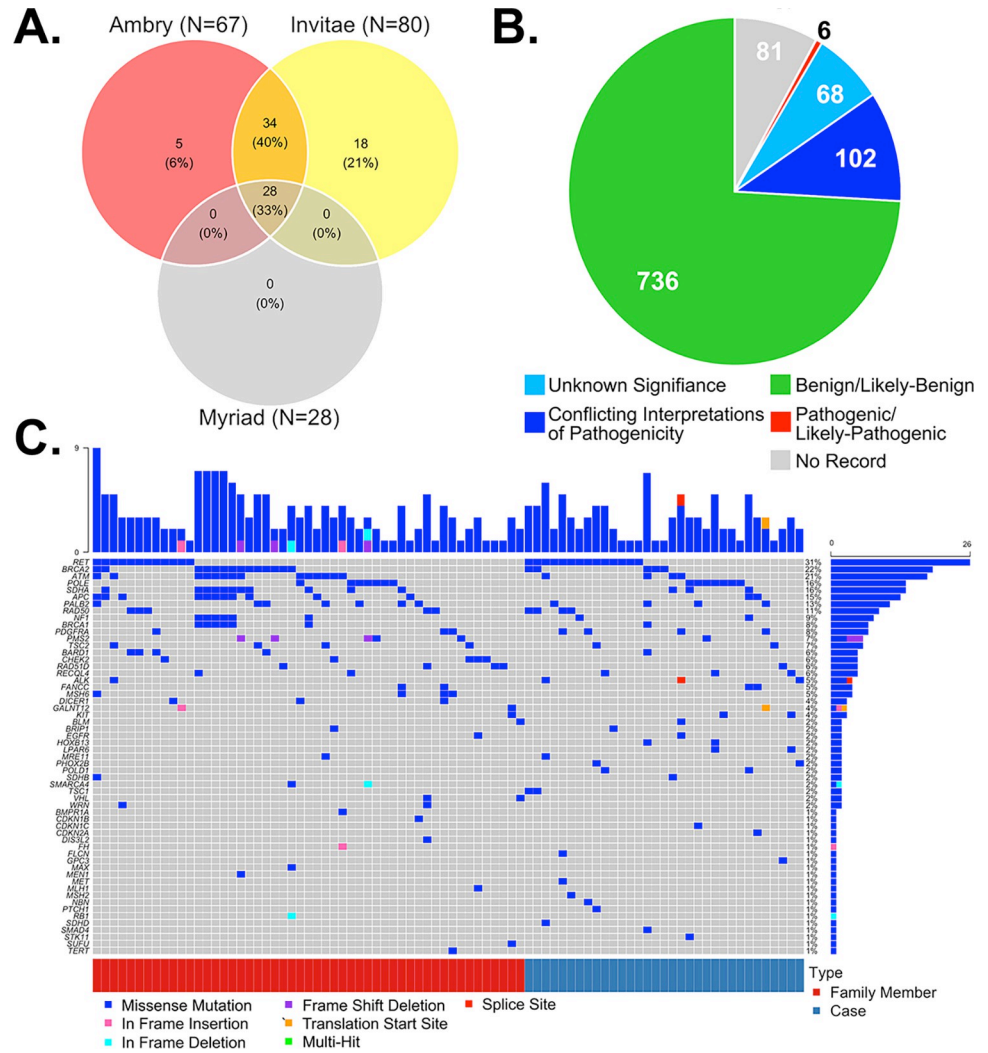 A.
Ambry (N=67)
Invitae (N=80)
5
(6%)
34
(40%)
18
(21%)
28
(33%)
0
(0%)
0
(0%)
0
(0%)
Myriad (N=28)
B.
81
6
68
102
736
Unknown Signifiance
Benign/Likely-Benign
Conflicting Interpretations
of Pathogenicity
Pathogenic/
Likely-Pathogenic
No Record
C.
9
0
0 26
RET 31%
BRCA2 22%
ATM 21%
POLE 16%
SDHA 16%
APC 15%
PALB2 13%
RAD50 11%
NF1 9%
BRCA1 8%
PDGFRA 8%
PMS2 7%
TSC2 7%
BARD1 6%
CHEK2 6%
RAD51D 6%
RECQL4 6%
ALK 5%
FANCC 5%
MSH6 5%
DICER1 4%
GALNT12 4%
KIT 4%
BLM 2%
BRIP1 2%
EGFR 2%
HOXB13 2%
LPAR6 2%
MRE11 2%
PHOX2B 2%
POLD1 2%
SDHB 2%
SMARCA4 2%
TSC1 2%
VHL 2%
WRN 2%
BMPR1A 1%
CDKN1B 1%
CDKN1C 1%
CDKN2A 1%
DIS3L2 1%
FH 1%
FLCN 1%
GPC3 1%
MAX 1%
MEN1 1%
MET 1%
MLH1 1%
MSH2 1%
NBN 1%
PTCH1 1%
RB1 1%
SDHD 1%
SMAD4 1%
STK11 1%
SUFU 1%
TERT 1%
Type
Family Member
Case
Missense Mutation
Frame Shift Deletion
Splice Site
In Frame Insertion
Translation Start Site
In Frame Deletion
Multi-Hit